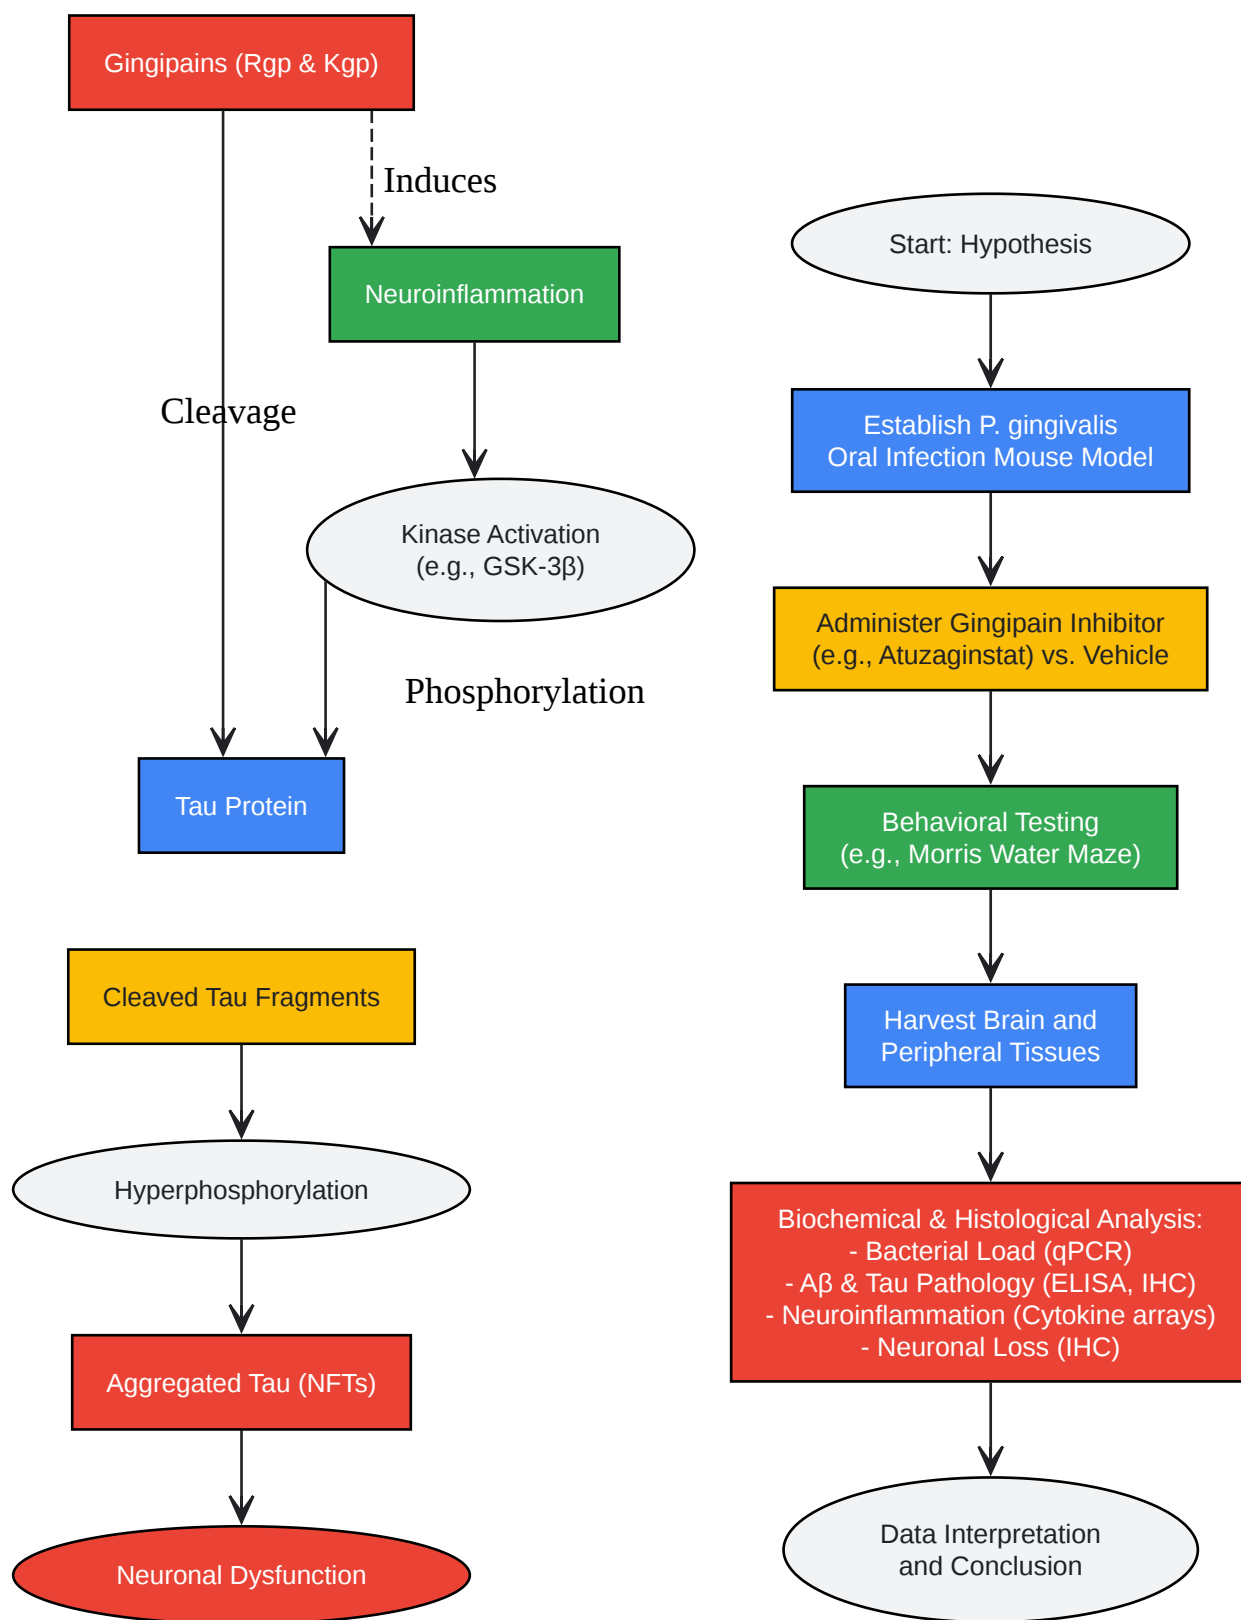 Gingipains (Rgp & Kgp)
Induces
Neuroinflammation
Cleavage
Kinase Activation
(e.g., GSK-3β)
Phosphorylation
Tau Protein
Cleaved Tau Fragments
Hyperphosphorylation
Aggregated Tau (NFTs)
Neuronal Dysfunction
Start: Hypothesis
Establish P. gingivalis
Oral Infection Mouse Model
Administer Gingipain Inhibitor
(e.g., Atuzaginstat) vs. Vehicle
Behavioral Testing
(e.g., Morris Water Maze)
Harvest Brain and
Peripheral Tissues
Biochemical & Histological Analysis:
- Bacterial Load (qPCR)
- Aβ & Tau Pathology (ELISA, IHC)
- Neuroinflammation (Cytokine arrays)
- Neuronal Loss (IHC)
Data Interpretation
and Conclusion